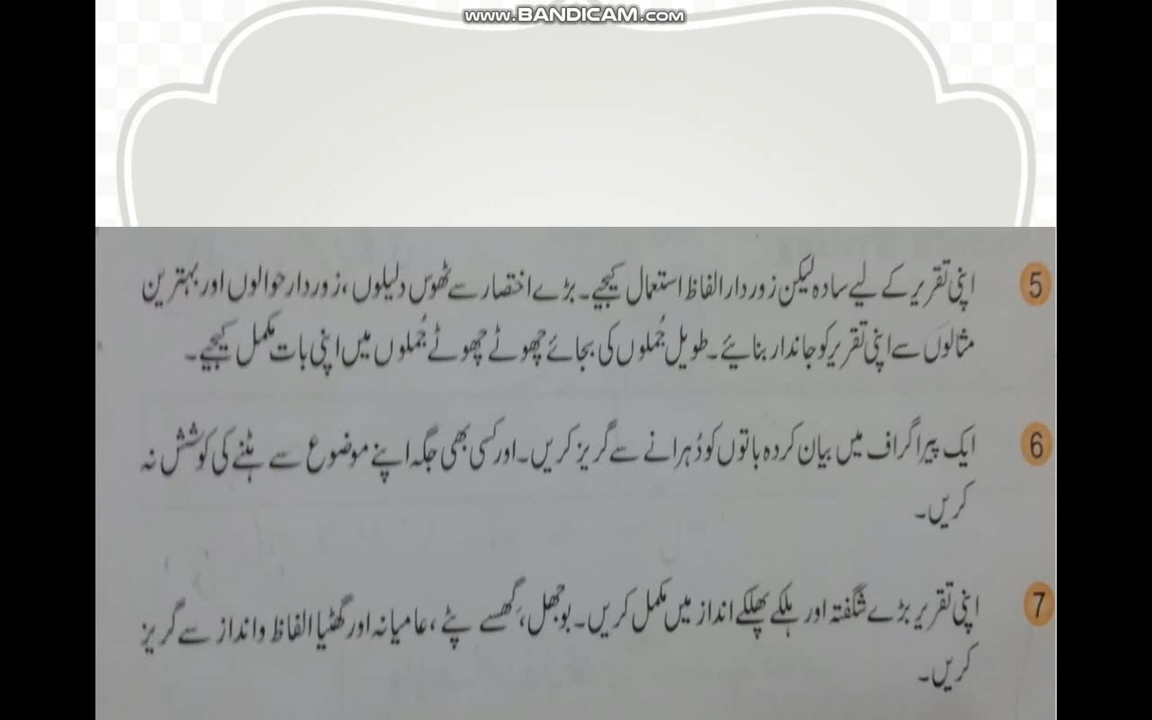 www.BANDICAM.com
5 اپنی تقریر کے لیے سادہ لیکن زوردار الفاظ استعمال کیجیے۔ بڑے اختصار سے ٹھوس دلیلوں، زوردار حوالوں اور بہترین
مثالوں سے اپنی تقریر کو جاندار بنائیے۔ طویل جُملوں کی بجائے چھوٹے چھوٹے جُملوں میں اپنی بات مکمل کیجیے۔
6 ایک پیراگراف میں بیان کردہ باتوں کو دُہرانے سے گریز کریں۔ اور کسی بھی جگہ اپنے موضوع سے ہٹنے کی کوشش نہ
کریں۔
7 اپنی تقریر بڑے شگفتہ اور ہلکے پھلکے انداز میں مکمل کریں۔ بوجھل، گھسے پٹے، عامیانہ اور گھٹیا الفاظ و انداز سے گریز
کریں۔